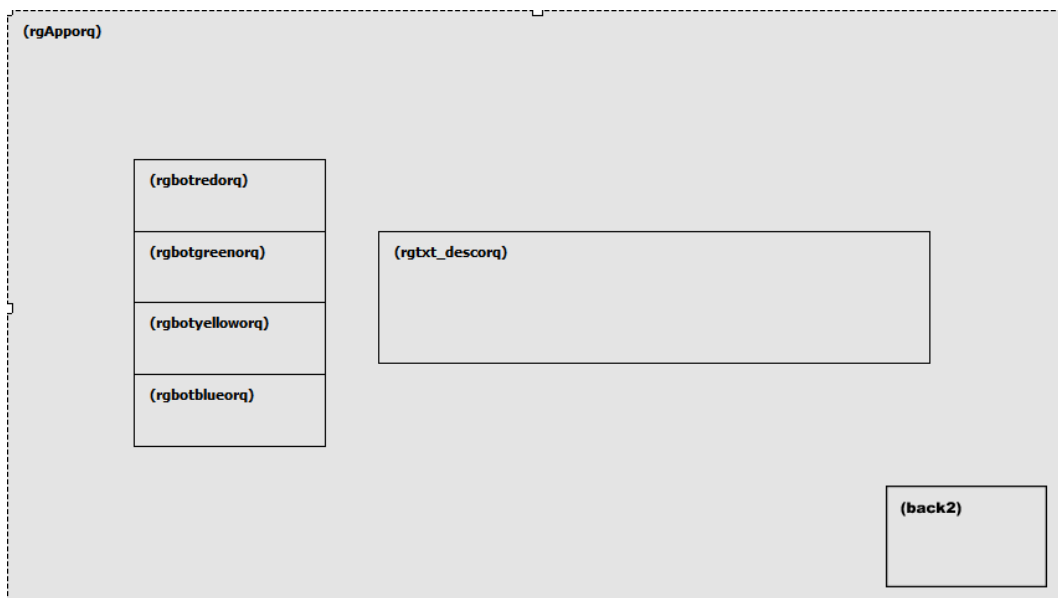 (rgApporq)
(rgbotredorq)
(rgbotgreenorq)
(rgtxt_descorq)
(rgbotyelloworq)
(rgbotblueorq)
(back2)